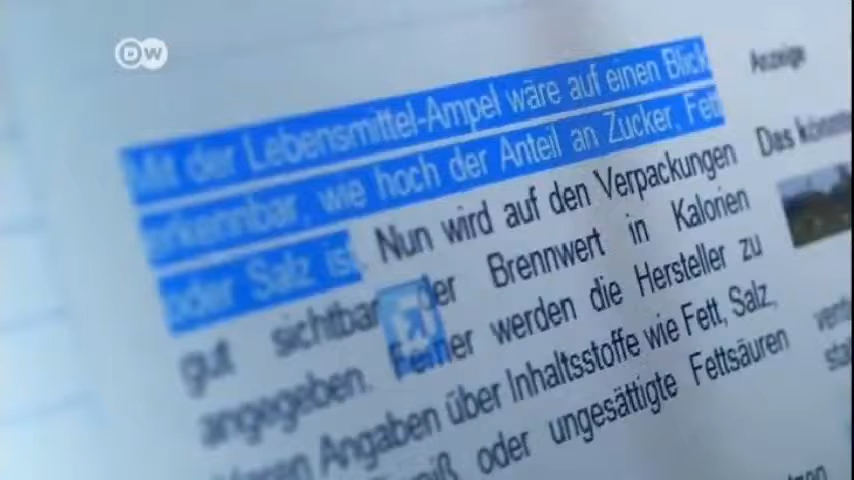 DW
Mit der Lebensmittel-Ampel wäre auf einen Blick
erkennbar, wie hoch der Anteil an Zucker, Fett
oder Salz ist. Nun wird auf den Verpackungen
gut sichtbar der Brennwert in Kalorien
angegeben. Ferner werden die Hersteller zu
Angaben über Inhaltsstoffe wie Fett, Salz,
oder ungesättigte Fettsäuren
Anzeige
Das